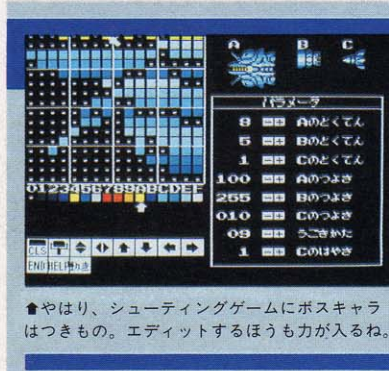 A B C
パラメータ
8 Aのとくてん
5 Bのとくてん
1 Cのとくてん
100 Aのつよさ
255 Bのつよさ
010 Cのつよさ
09 うごきかた
1 Cのはやさ
0123456789ABCDEF
CLS
END HELP
⬆やはり、シューティングゲームにボスキャラ
はつきもの。エディットするほうも力が入るね。